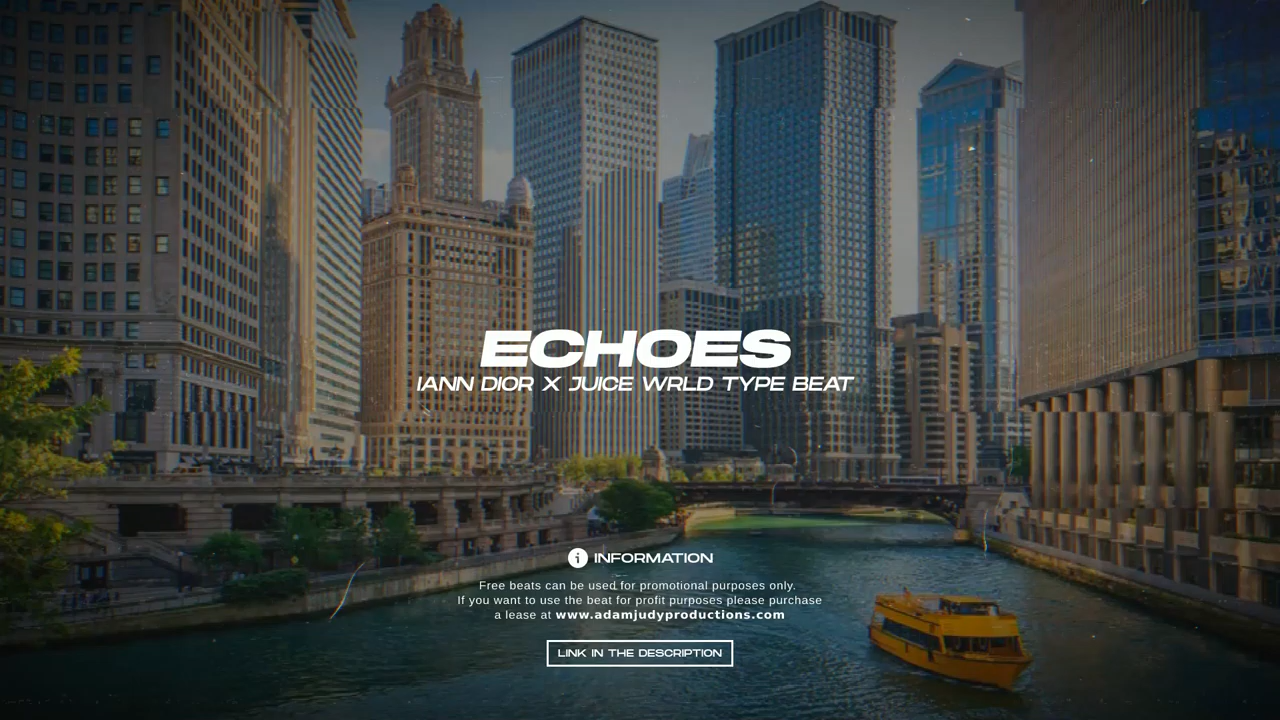 ECHOES
IANN DIOR X JUICE WRLD TYPE BEAT
INFORMATION
Free beats can be used for promotional purposes only.
If you want to use the beat for profit purposes please purchase
a lease at www.adamjudyproductions.com
LINK IN THE DESCRIPTION